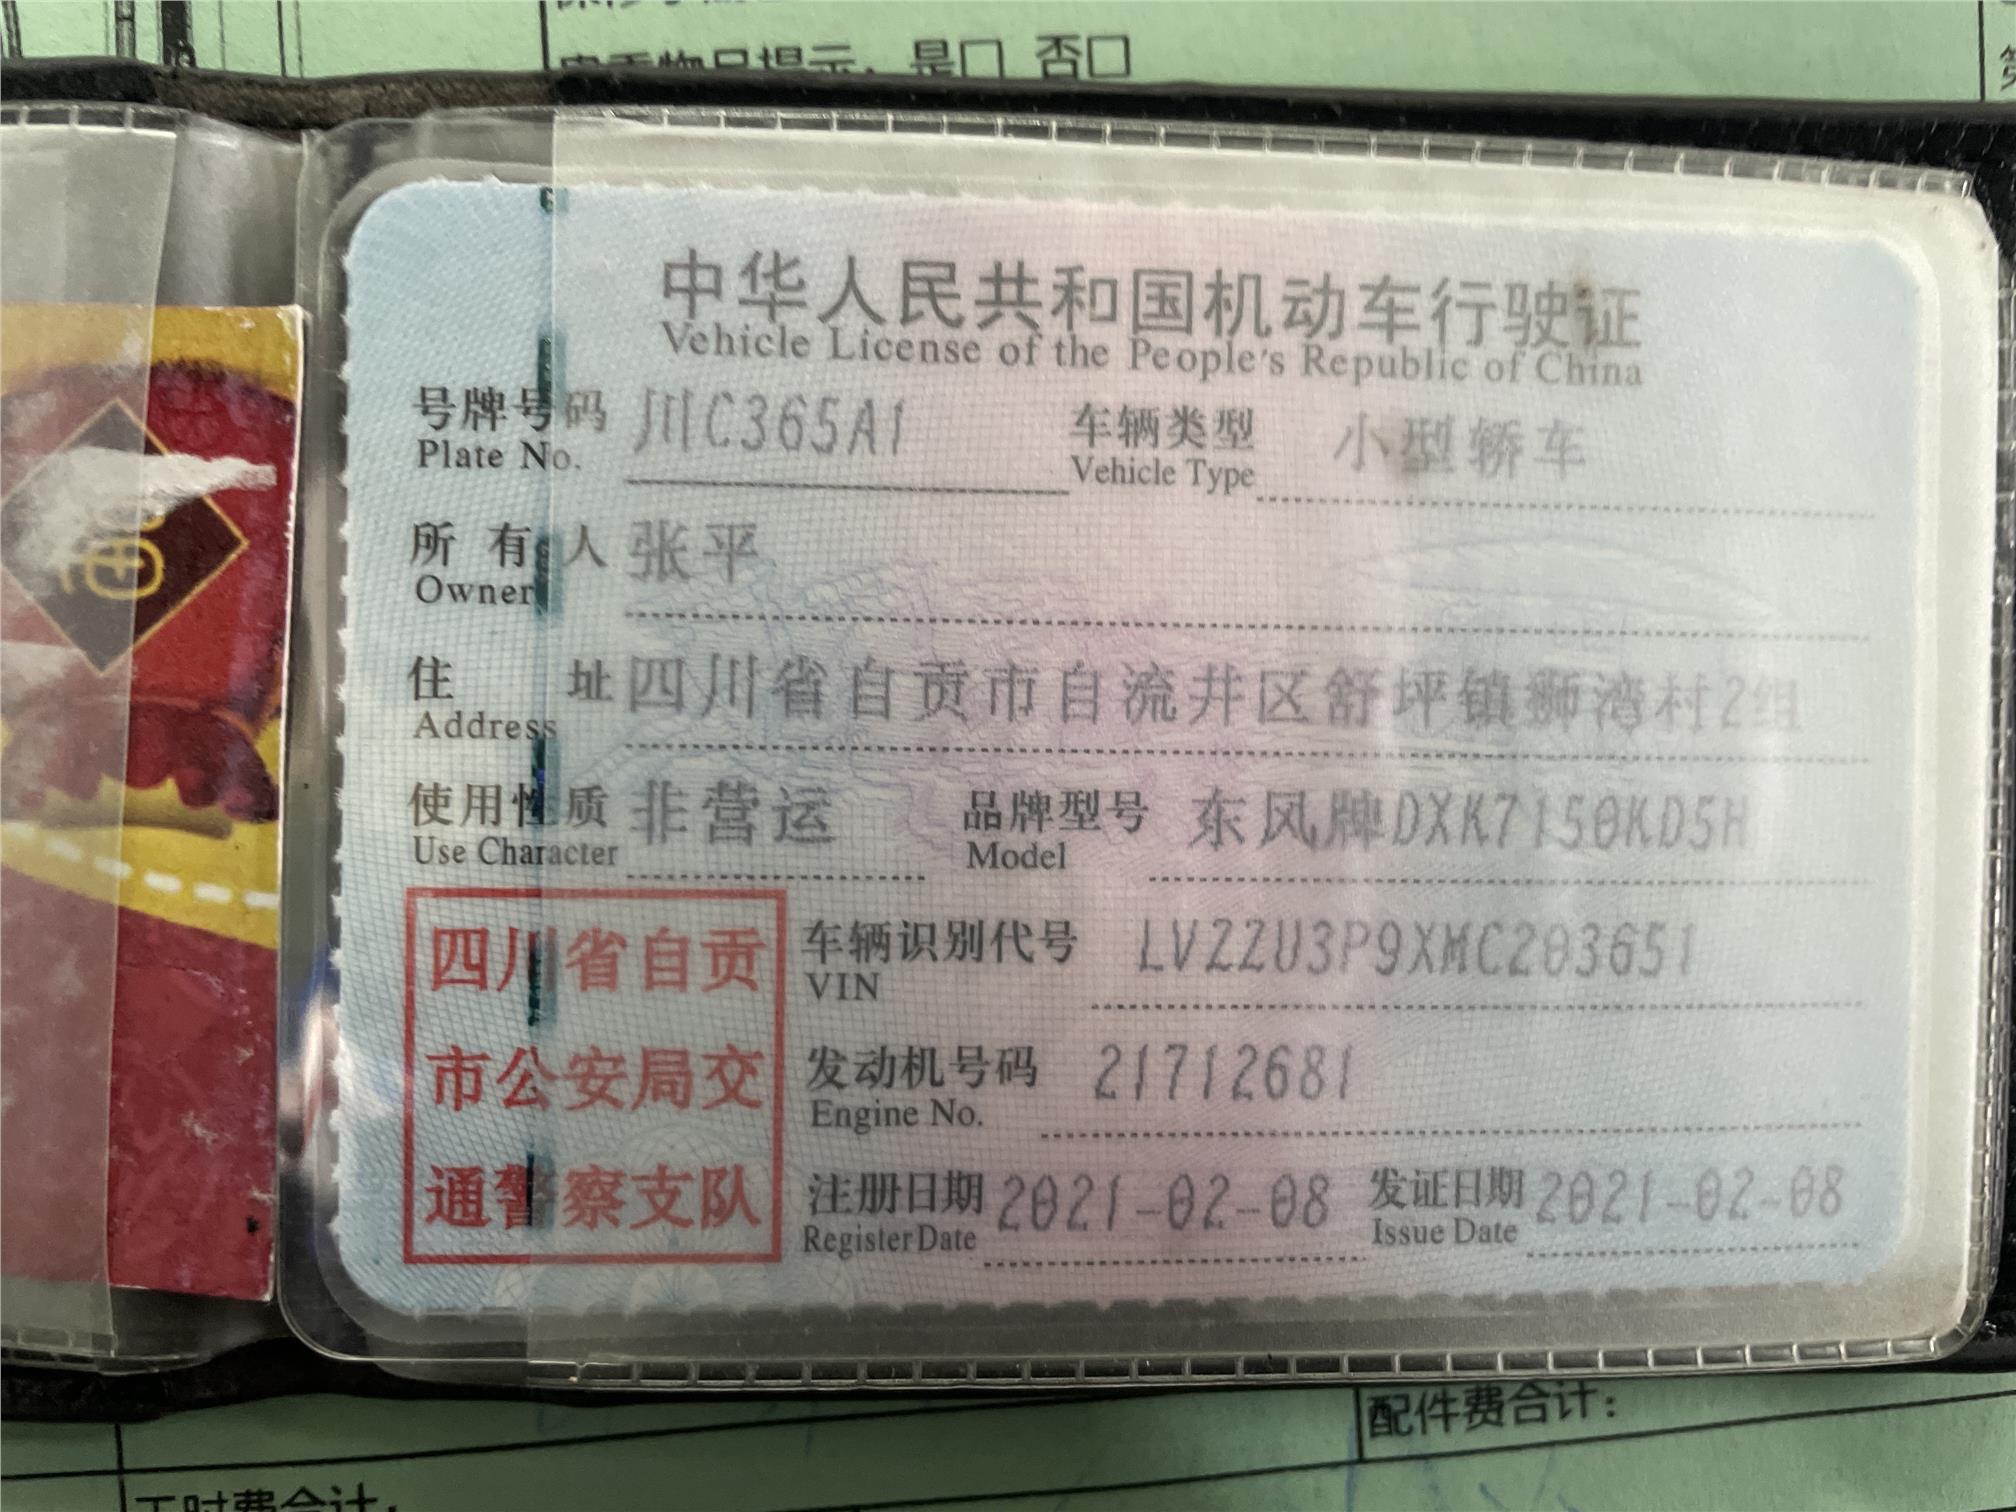 是□ 否□
中华人民共和国机动车行驶证
Vehicle License of the People's Republic of China
号牌号码 川C365A1 车辆类型 小型轿车
Plate No. Vehicle Type
所有人 张平
Owner
住址 四川省自贡市自流井区舒坪镇狮湾村2组
Address
使用性质 非营运 品牌型号 东风牌DXK7150KD5H
Use Character Model
四川省自贡
市公安局交
通警察支队
车辆识别代号 LVZZU3P9XMC203651
VIN
发动机号码 21712681
Engine No.
注册日期 2021-02-08 发证日期 2021-02-08
Register Date Issue Date
配件费合计：
工时费合计：